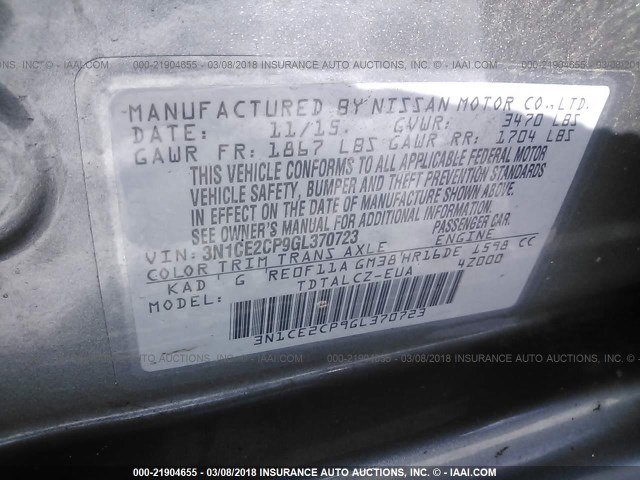 000-21904655 - 03/08/2018 - INSURANCE AUTO AUCTIONS, INC. - © - IAAI.COM
MANUFACTURED BY NISSAN MOTOR CO.,LTD.
DATE: 11/15. GVWR: 3470 LBS
GAWR FR: 1867 LBS GAWR RR: 1704 LBS
THIS VEHICLE CONFORMS TO ALL APPLICABLE FEDERAL MOTOR
VEHICLE SAFETY, BUMPER AND THEFT PREVENTION STANDARDS
IN EFFECT ON THE DATE OF MANUFACTURE SHOWN ABOVE.
SEE OWNER'S MANUAL FOR ADDITIONAL INFORMATION.
VIN: 3N1CE2CP9GL370723 PASSENGER CAR
COLOR TRIM TRANS AXLE ENGINE
KAD G RE0F11A GM38 HR16DE 1598 CC
MODEL: TDTALCZ-EUA 42000
3N1CE2CP9GL370723
000-21904655 - 03/08/2018 - INSURANCE AUTO AUCTIONS, INC. - © - IAAI.COM